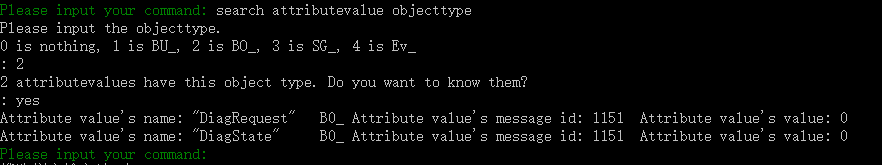 Please input your command: search attributevalue objecttype
Please input the objecttype.
0 is nothing, 1 is BU_, 2 is BO_, 3 is SG_, 4 is Ev_
: 2
2 attributevalues have this object type. Do you want to know them?
: yes
Attribute value's name: "DiagRequest"   BO_ Attribute value's message id: 1151  Attribute value's value: 0
Attribute value's name: "DiagState"     BO_ Attribute value's message id: 1151  Attribute value's value: 0
Please input your command: